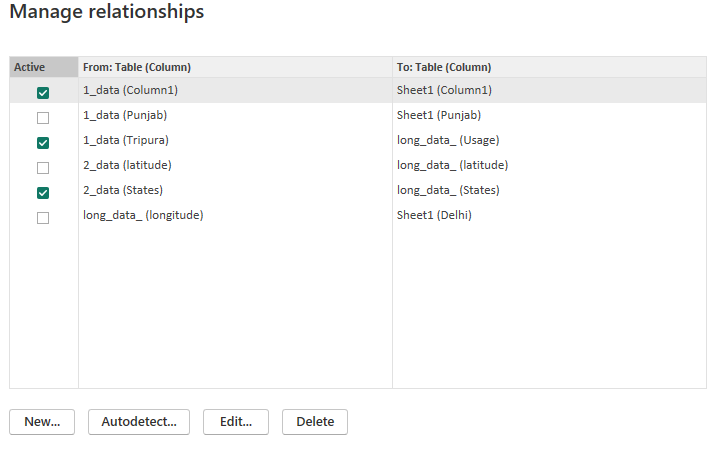 Manage relationships
Active From: Table (Column) To: Table (Column)
1_data (Column1) Sheet1 (Column1)
1_data (Punjab) Sheet1 (Punjab)
1_data (Tripura) long_data_ (Usage)
2_data (latitude) long_data_ (latitude)
2_data (States) long_data_ (States)
long_data_ (longitude) Sheet1 (Delhi)
New... Autodetect... Edit... Delete